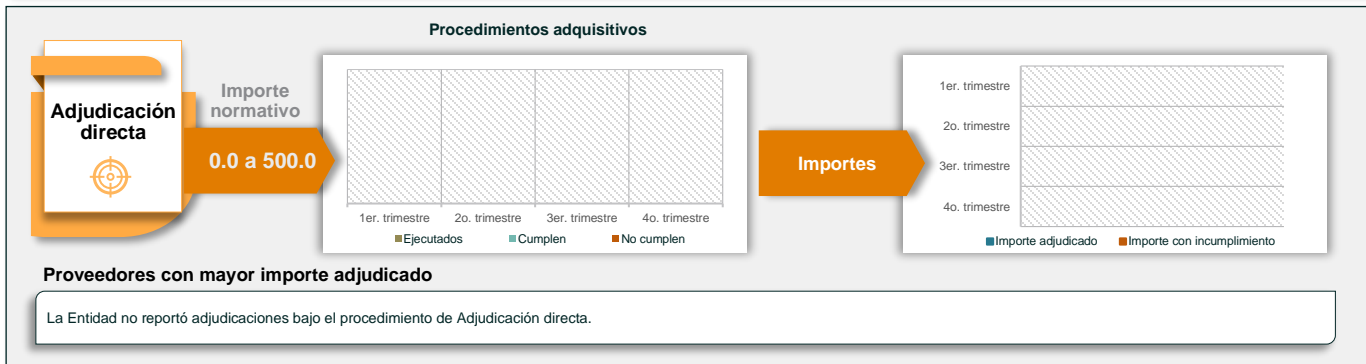 Procedimientos adquisitivos
Adjudicación
directa
Importe
normativo
0.0 a 500.0
1er. trimestre 2o. trimestre 3er. trimestre 4o. trimestre
Ejecutados Cumplen No cumplen
Importes
1er. trimestre
2o. trimestre
3er. trimestre
4o. trimestre
Importe adjudicado Importe con incumplimiento
Proveedores con mayor importe adjudicado
La Entidad no reportó adjudicaciones bajo el procedimiento de Adjudicación directa.